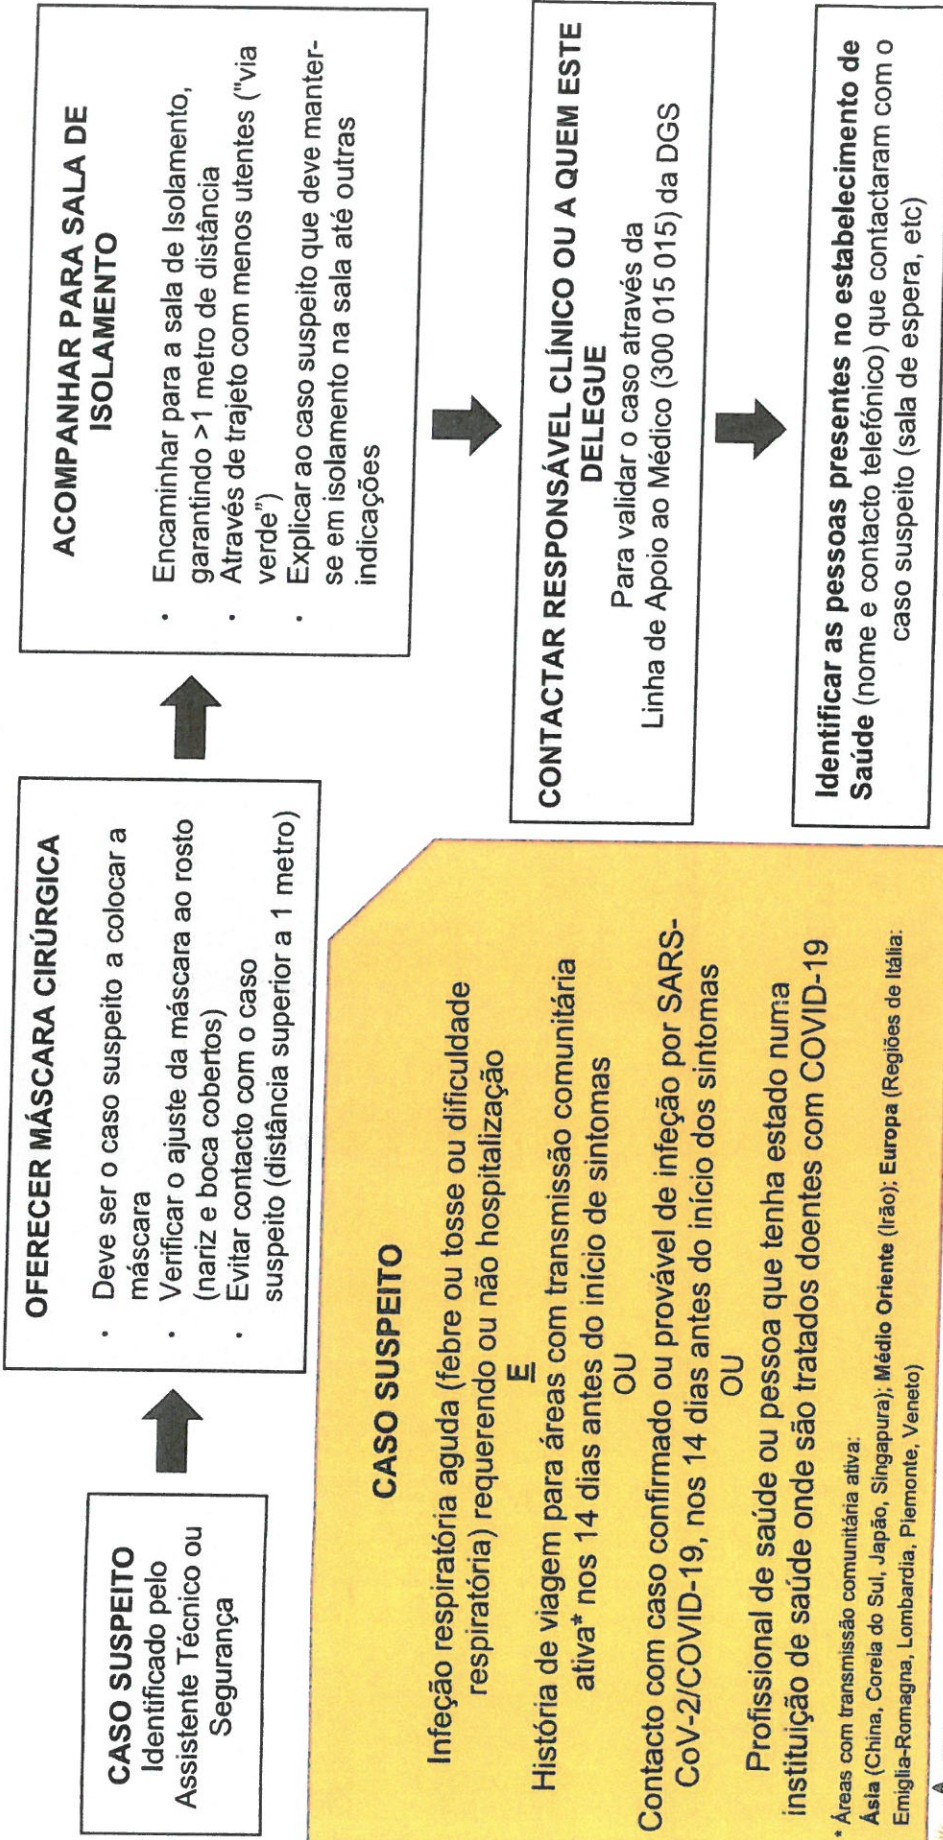 CASO SUSPEITO
Identificado pelo
Assistente Técnico ou
Segurança
OFERECER MÁSCARA CIRÚRGICA
• Deve ser o caso suspeito a colocar a
máscara
• Verificar o ajuste da máscara ao rosto
(nariz e boca cobertos)
• Evitar contacto com o caso
suspeito (distância superior a 1 metro)
ACOMPANHAR PARA SALA DE
ISOLAMENTO
• Encaminhar para a sala de Isolamento,
garantindo >1 metro de distância
• Através de trajeto com menos utentes ("via
verde")
• Explicar ao caso suspeito que deve manter-
se em isolamento na sala até outras
indicações
CONTACTAR RESPONSÁVEL CLÍNICO OU A QUEM ESTE
DELEGUE
Para validar o caso através da
Linha de Apoio ao Médico (300 015 015) da DGS
Identificar as pessoas presentes no estabelecimento de
Saúde (nome e contacto telefónico) que contactaram com o
caso suspeito (sala de espera, etc)
CASO SUSPEITO
Infeção respiratória aguda (febre ou tosse ou dificuldade
respiratória) requerendo ou não hospitalização
E
História de viagem para áreas com transmissão comunitária
ativa* nos 14 dias antes do início de sintomas
OU
Contacto com caso confirmado ou provável de infeção por SARS-
CoV-2/COVID-19, nos 14 dias antes do início dos sintomas
OU
Profissional de saúde ou pessoa que tenha estado numa
instituição de saúde onde são tratados doentes com COVID-19
* Áreas com transmissão comunitária ativa:
Ásia (China, Coreia do Sul, Japão, Singapura); Médio Oriente (Irão); Europa (Regiões de Itália:
Emiglia-Romagna, Lombardia, Piemonte, Veneto)